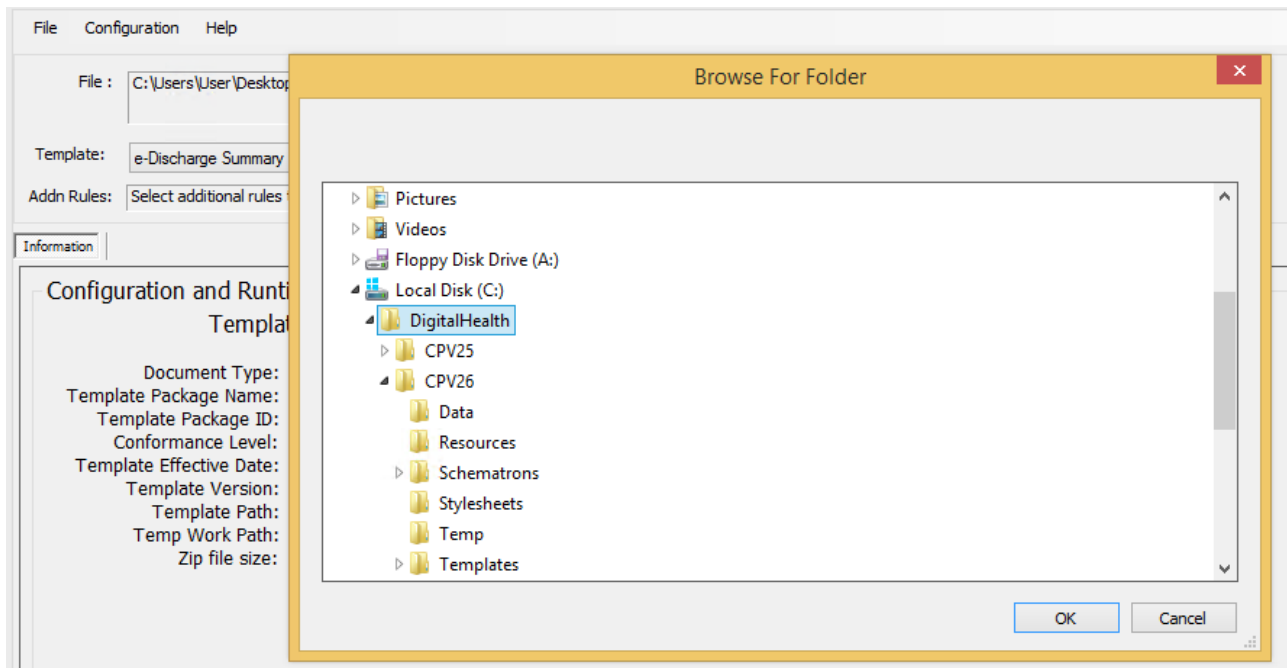 File Configuration Help
Browse For Folder
File : C:\Users\User\Desktop
Template: e-Discharge Summary
Addn Rules: Select additional rules
Information
Configuration and Runti
Templat
Document Type:
Template Package Name:
Template Package ID:
Conformance Level:
Template Effective Date:
Template Version:
Template Path:
Temp Work Path:
Zip file size:
Pictures
Videos
Floppy Disk Drive (A:)
Local Disk (C:)
DigitalHealth
CPV25
CPV26
Data
Resources
Schematrons
Stylesheets
Temp
Templates
OK Cancel